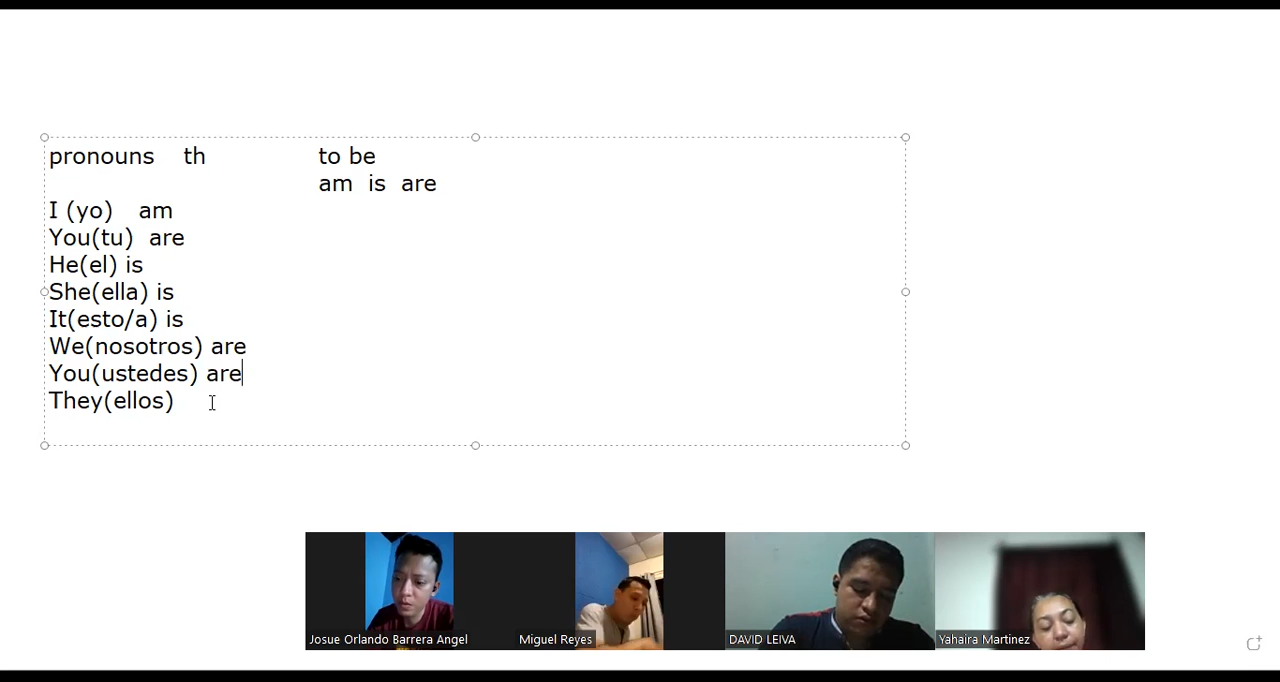 pronouns th to be
am is are
I (yo) am
You(tu) are
He(el) is
She(ella) is
It(esto/a) is
We(nosotros) are
You(ustedes) are
They(ellos)
Josue Orlando Barrera Angel Miguel Reyes DAVID LEIVA Yahaira Martinez